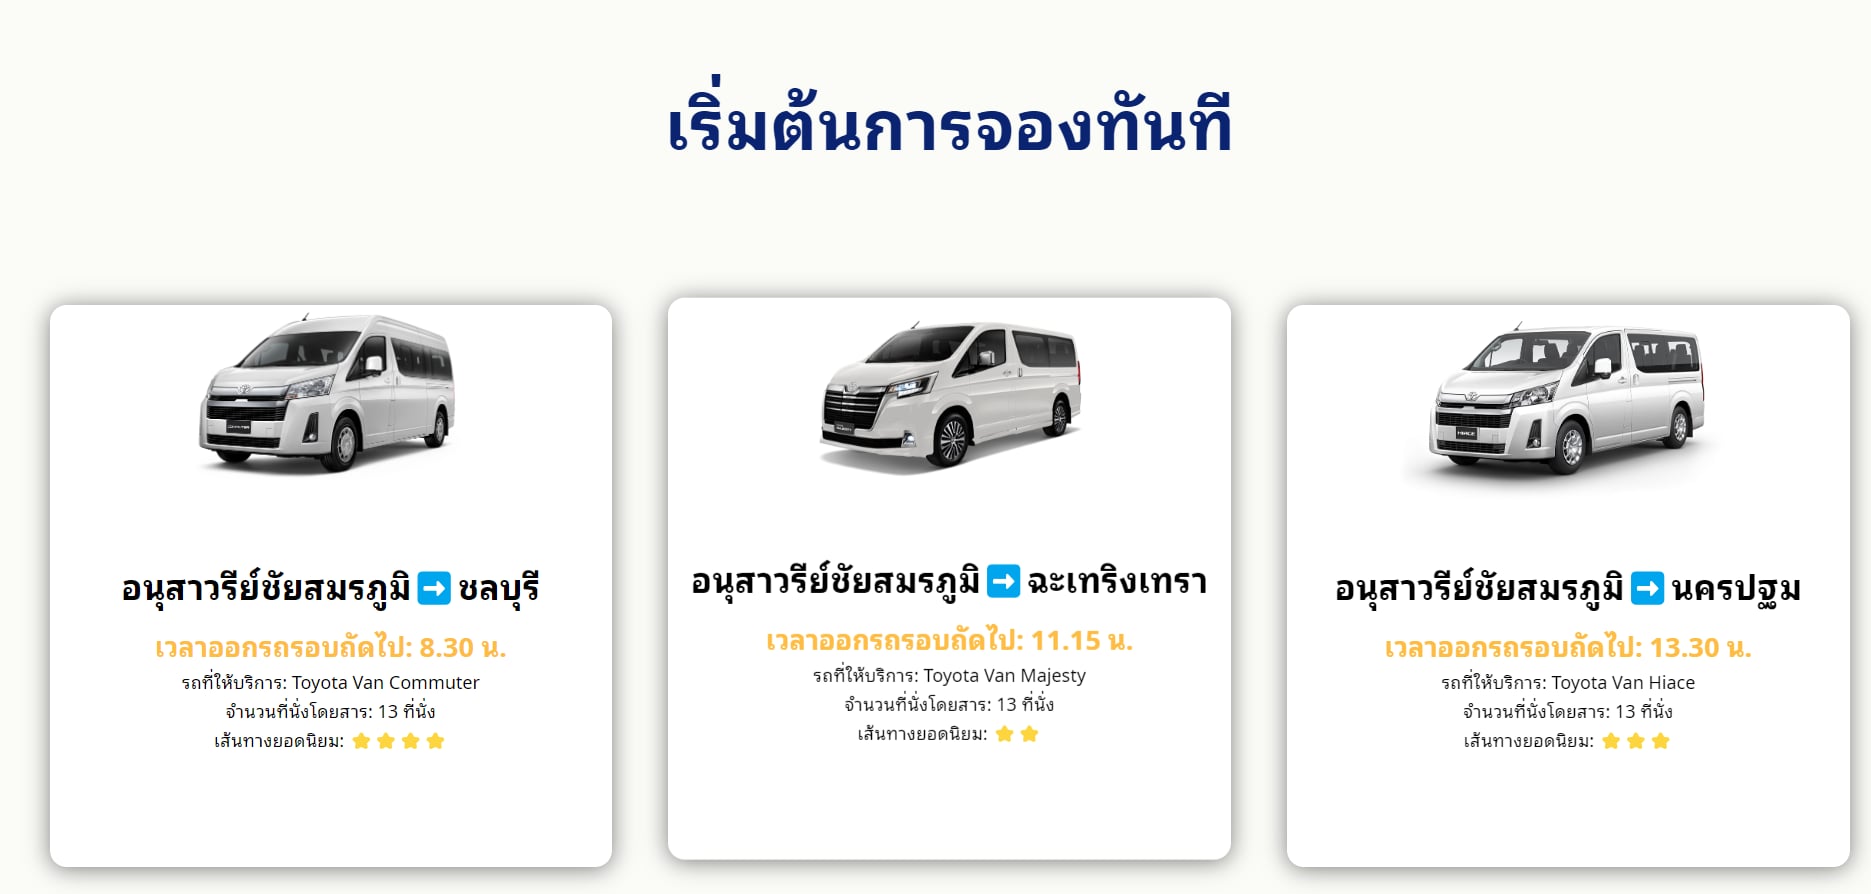 เริ่มต้นการจองทันที
COMMUTER
อนุสาวรีย์ชัยสมรภูมิ ➡ ชลบุรี
เวลาออกรถรอบถัดไป: 8.30 น.
รถที่ให้บริการ: Toyota Van Commuter
จำนวนที่นั่งโดยสาร: 13 ที่นั่ง
เส้นทางยอดนิยม: ⭐ ⭐ ⭐ ⭐
MAJESTY
อนุสาวรีย์ชัยสมรภูมิ ➡ ฉะเทริงเทรา
เวลาออกรถรอบถัดไป: 11.15 น.
รถที่ให้บริการ: Toyota Van Majesty
จำนวนที่นั่งโดยสาร: 13 ที่นั่ง
เส้นทางยอดนิยม: ⭐ ⭐
HIACE
อนุสาวรีย์ชัยสมรภูมิ ➡ นครปฐม
เวลาออกรถรอบถัดไป: 13.30 น.
รถที่ให้บริการ: Toyota Van Hiace
จำนวนที่นั่งโดยสาร: 13 ที่นั่ง
เส้นทางยอดนิยม: ⭐ ⭐ ⭐